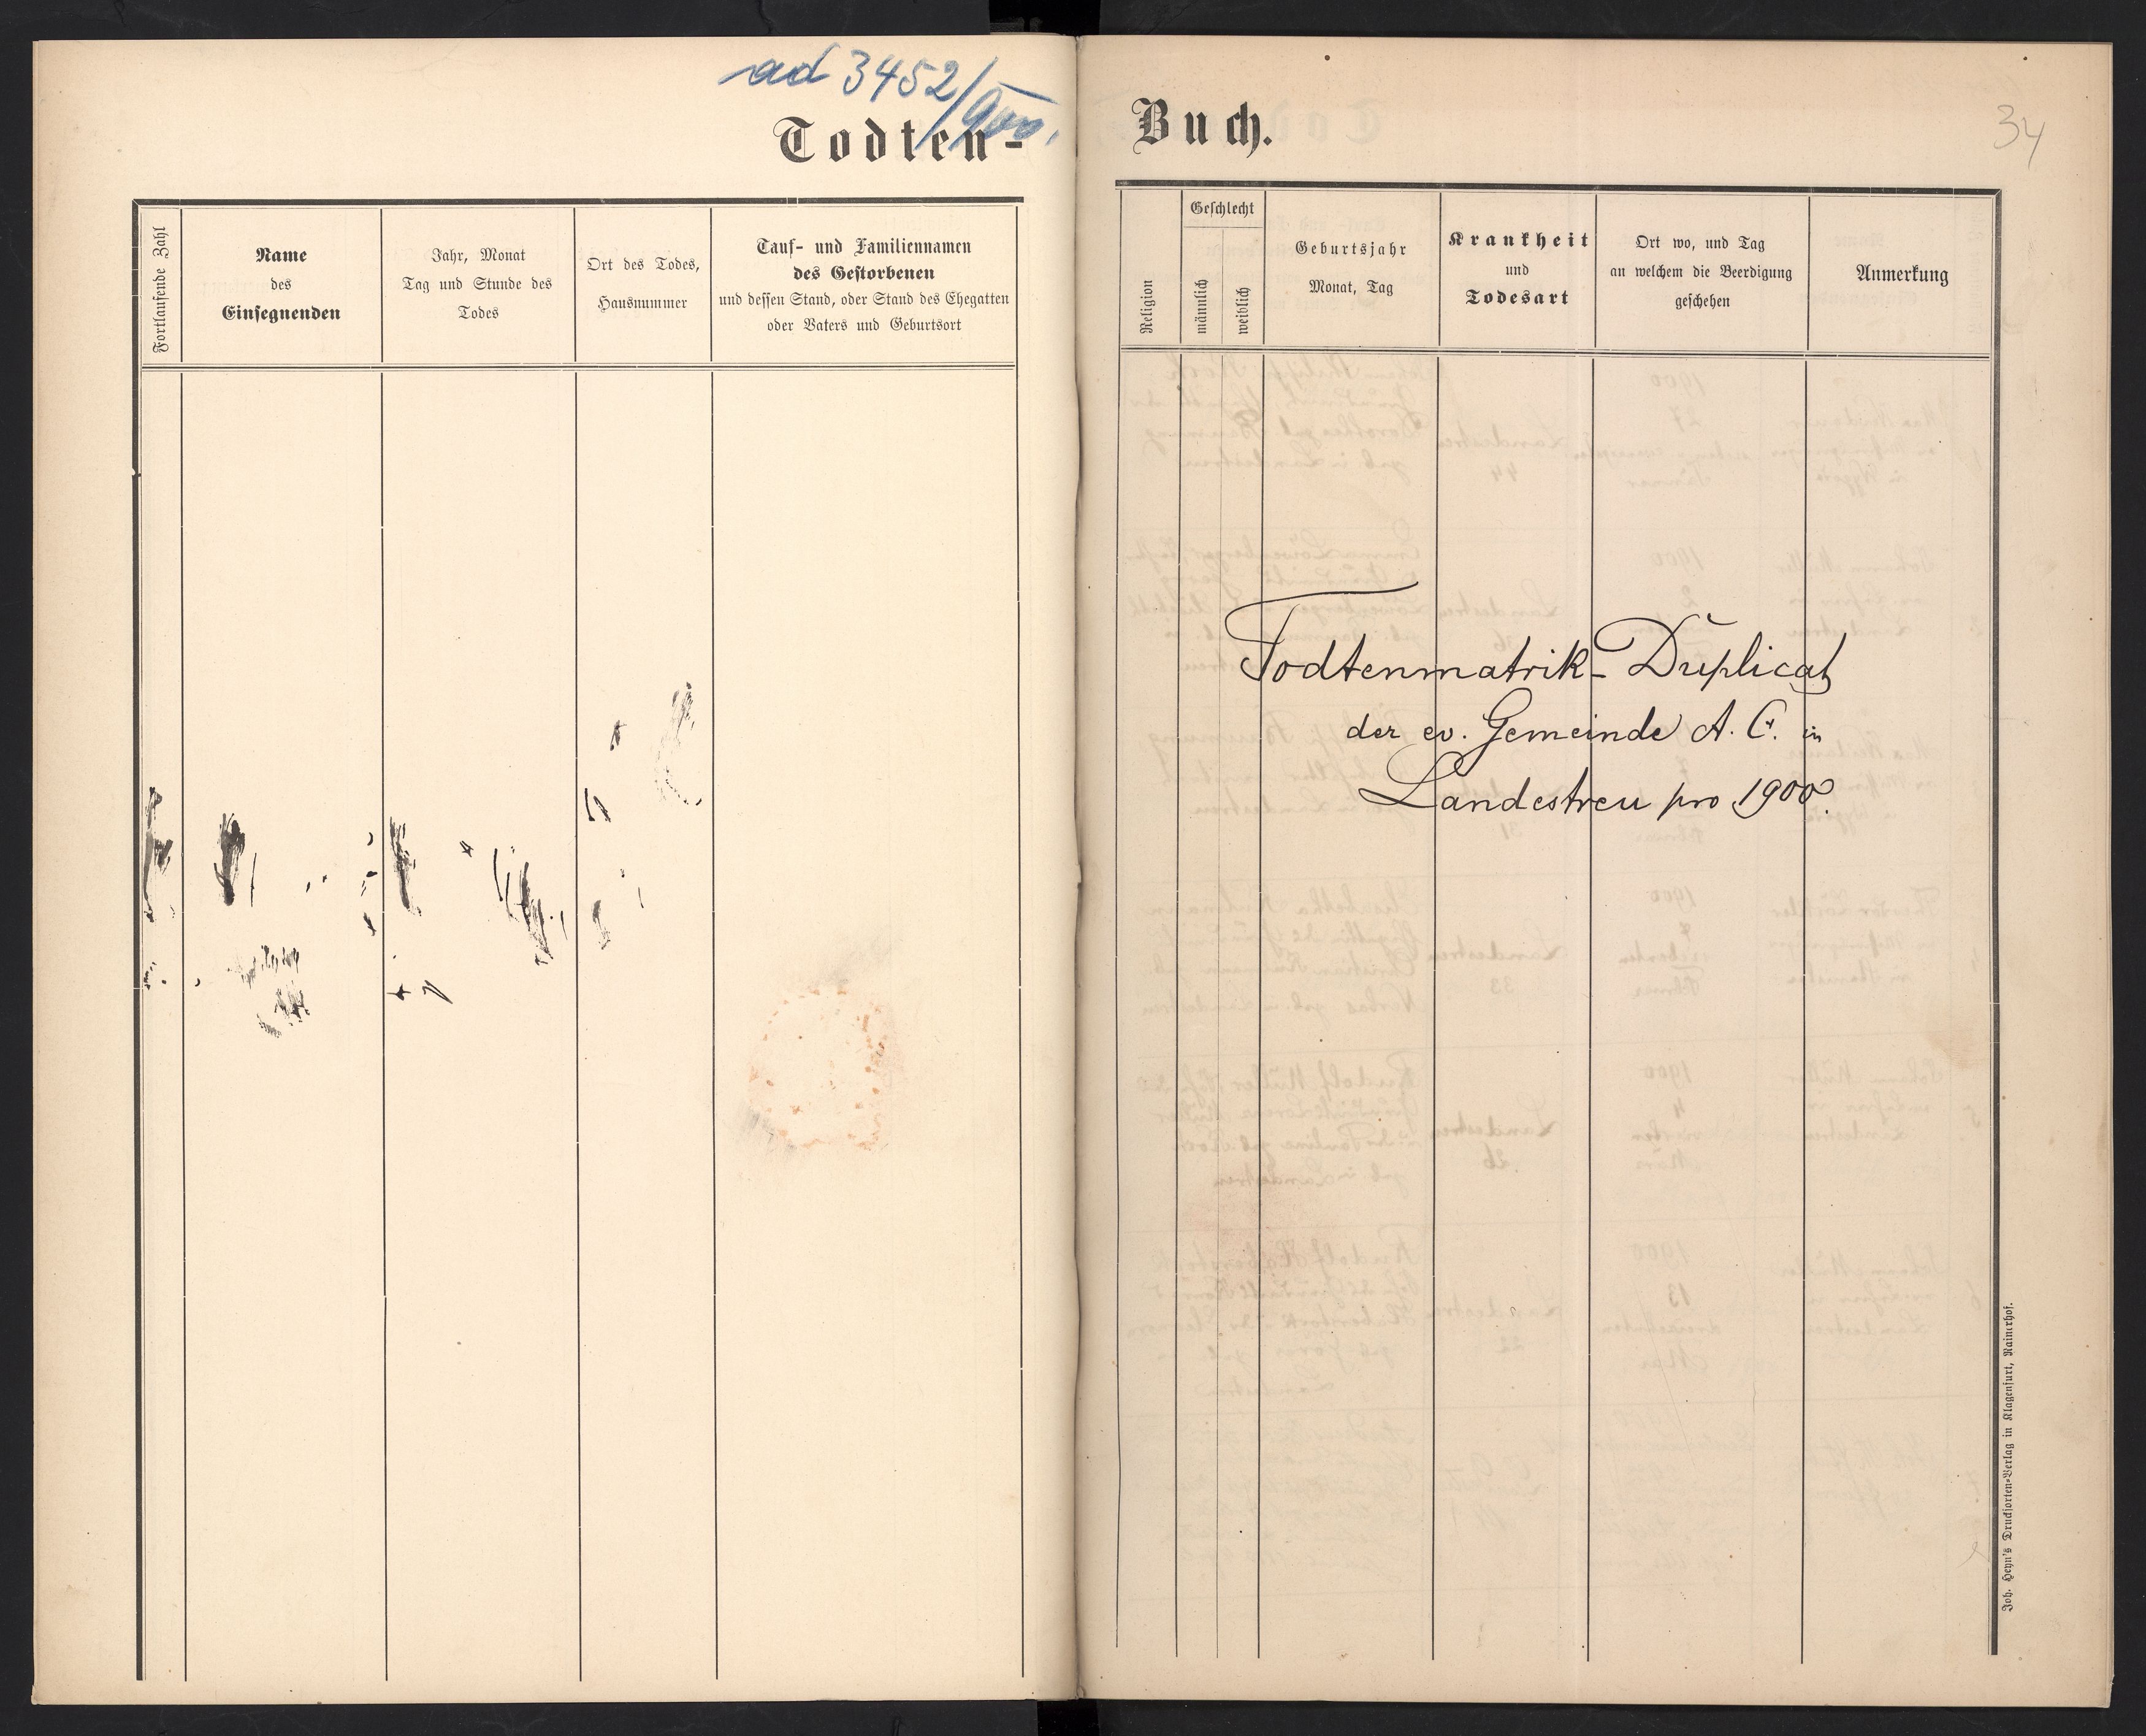 ad 3452/900.
Todten-
Fortlaufende Zahl
Name
des
Einsegnenden
Jahr, Monat
Tag und Stunde des
Todes
Ort des Todes,
Hausnummer
Tauf- und Familiennamen
des Gestorbenen
und dessen Stand, oder Stand des Ehegatten
oder Vaters und Geburtsort
Buch.
34
Religion
Geschlecht
männlich
weiblich
Geburtsjahr
Monat, Tag
Krankheit
und
Todesart
Ort wo, und Tag
an welchem die Beerdigung
geschehen
Anmerkung
Todtenmatrik-Duplicat
der ev. Gemeinde A. C. in
Landestreu pro 1900.
Joh. Heyn's Drucksorten-Verlag in Klagenfurt, Rainerhof.